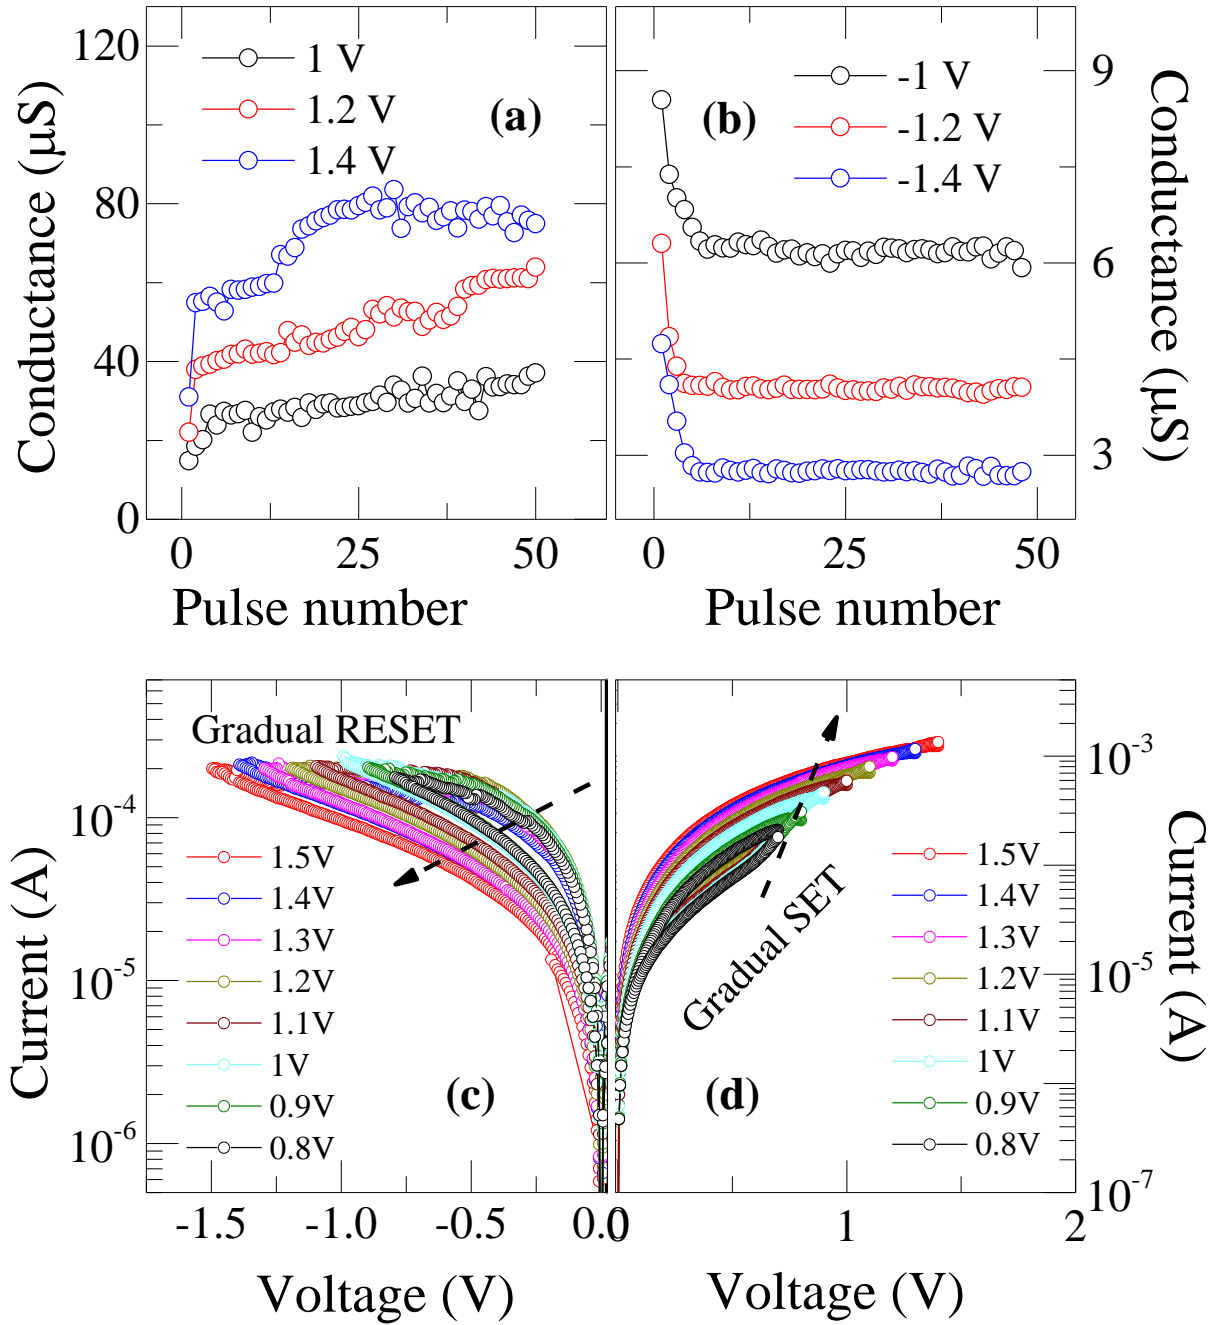 120
80
40
0
Conductance (μS)
1 V
1.2 V
1.4 V
(a)
0 25 50
Pulse number
(b)
-1 V
-1.2 V
-1.4 V
9
6
3
Conductance (μS)
0 25 50
Pulse number
Gradual RESET
10⁻⁴
10⁻⁵
10⁻⁶
Current (A)
1.5V
1.4V
1.3V
1.2V
1.1V
1V
0.9V
0.8V
(c)
-1.5 -1.0 -0.5 0.0
Voltage (V)
Gradual SET
(d)
1.5V
1.4V
1.3V
1.2V
1.1V
1V
0.9V
0.8V
10⁻³
10⁻⁵
10⁻⁷
Current (A)
0 1 2
Voltage (V)